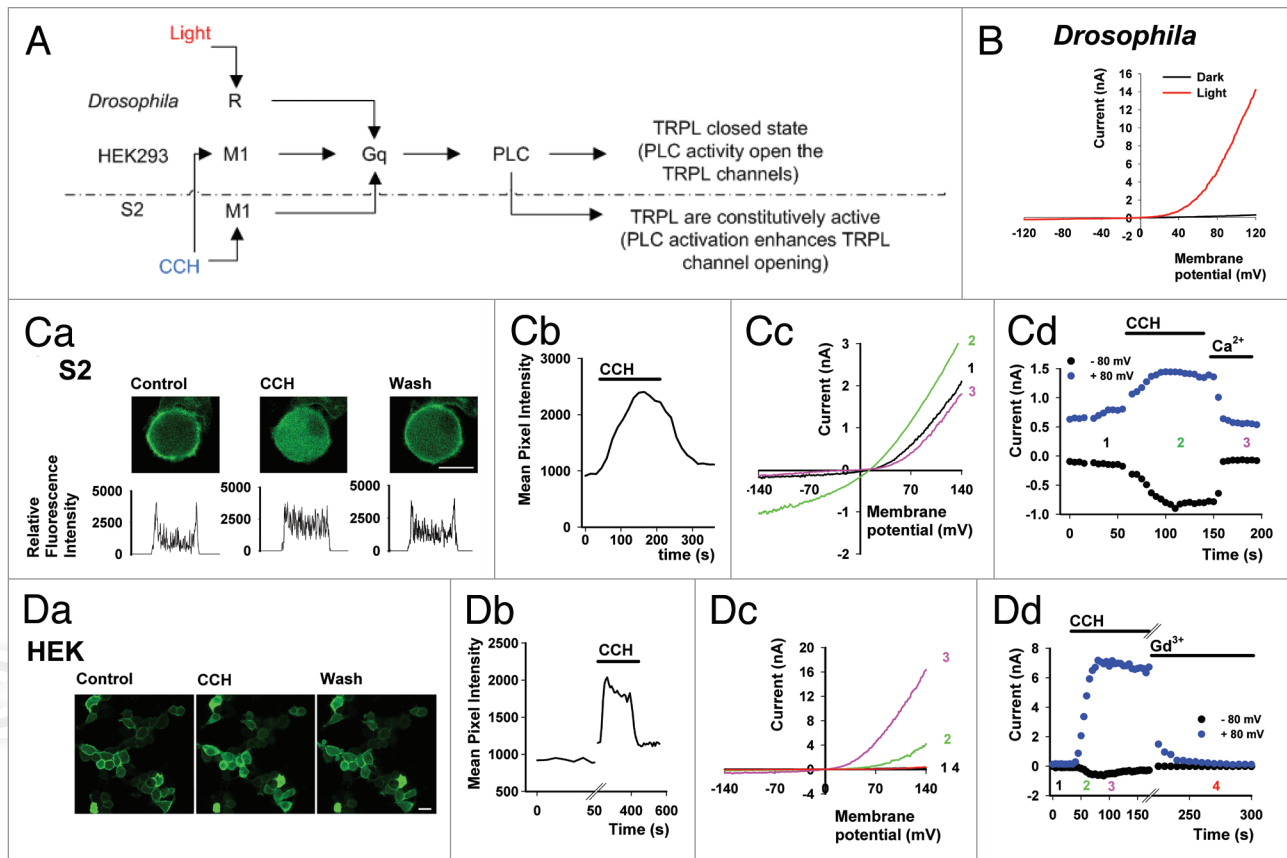 A
Light
Drosophila
R
HEK293
M1
Gq
PLC
TRPL closed state
(PLC activity open the
TRPL channels)
S2
M1
TRPL are constitutively active
(PLC activation enhances TRPL
channel opening)
CCH
B
Drosophila
Current (nA)
16
14
12
10
8
6
4
2
0
-2
Dark
Light
-120
-80
-40
0
40
80
120
Membrane
potential (mV)
Ca
S2
Control
CCH
Wash
Relative
Fluorescence
Intensity
5000
2500
0
5000
2500
0
5000
2500
0
Cb
CCH
Mean Pixel Intensity
3000
2000
1000
0
0
100
200
300
time (s)
Cc
Current (nA)
3
2
1
0
-1
-2
2
1
3
-140
-70
70
140
Membrane
potential (mV)
Cd
CCH
Ca2+
- 80 mV
+ 80 mV
Current (nA)
1.5
1.0
0.5
0.0
-0.5
-1.0
1
2
3
0
50
100
150
200
Time (s)
Da
HEK
Control
CCH
Wash
Db
CCH
Mean Pixel Intensity
2500
2000
1500
1000
500
0
50
400
600
Time (s)
Dc
Current (nA)
20
16
12
8
4
0
-4
3
2
1 4
-140
-70
0
70
140
Membrane
potential (mV)
Dd
CCH
Gd3+
Current (nA)
8
6
4
2
0
-2
- 80 mV
+ 80 mV
1
2
3
4
0
50
100
150
250
300
Time (s)